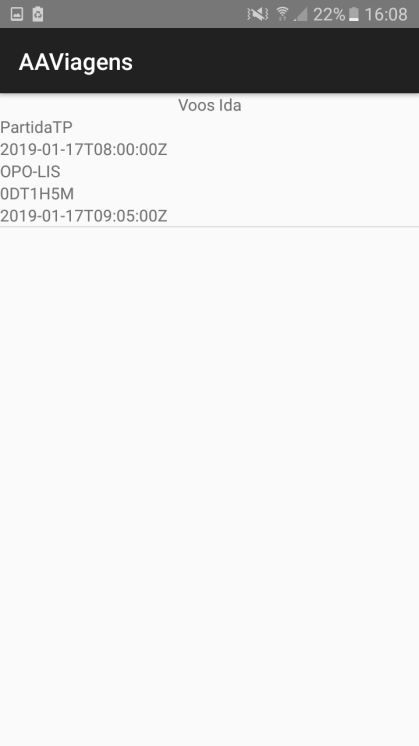 22% 16:08
AAViagens
Voos Ida
PartidaTP
2019-01-17T08:00:00Z
OPO-LIS
0DT1H5M
2019-01-17T09:05:00Z